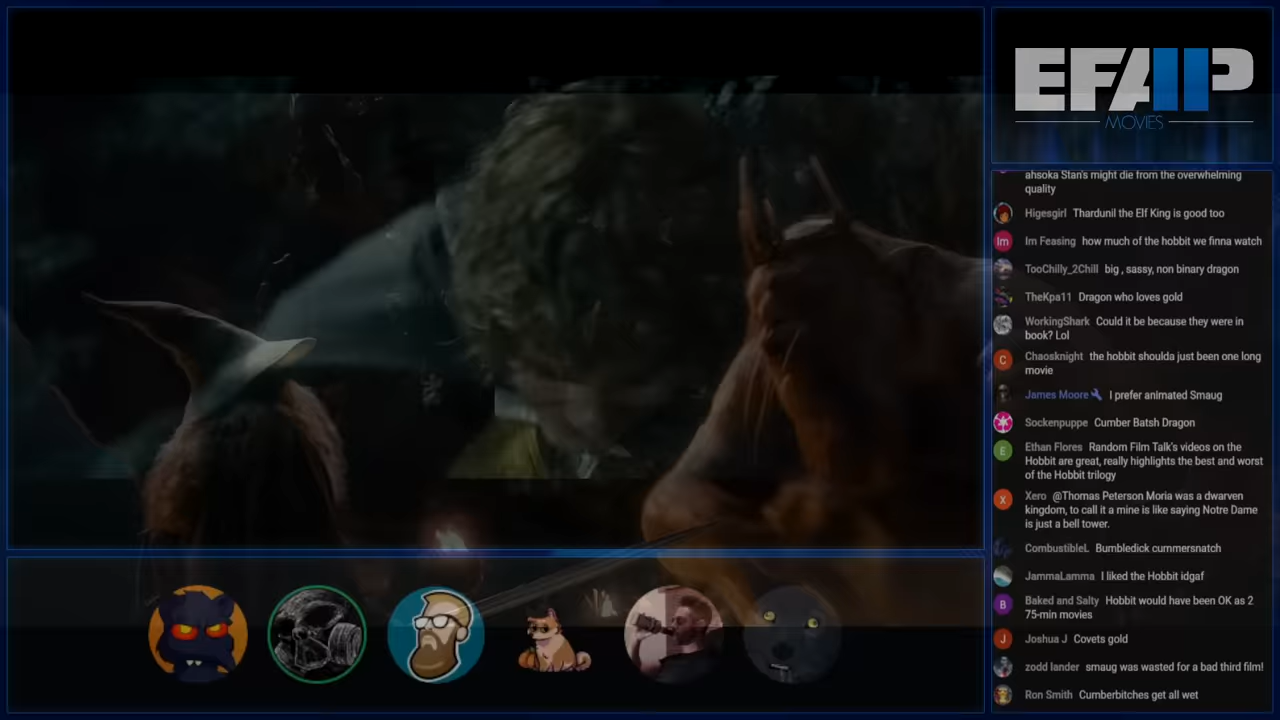 EFAP
MOVIES
ahsoka Stan's might die from the overwhelming
quality
Higesgirl Thardunil the Elf King is good too
Im Im Feasing how much of the hobbit we finna watch
TooChilly_2Chill big , sassy, non binary dragon
TheKpa11 Dragon who loves gold
WorkingShark Could it be because they were in
book? Lol
C Chaosknight the hobbit shoulda just been one long
movie
James Moore I prefer animated Smaug
Sockenpuppe Cumber Batsh Dragon
E Ethan Flores Random Film Talk's videos on the
Hobbit are great, really highlights the best and worst
of the Hobbit trilogy
X Xero @Thomas Peterson Moria was a dwarven
kingdom, to call it a mine is like saying Notre Dame
is just a bell tower.
CombustibleL Bumbledick cummersnatch
JammaLamma I liked the Hobbit idgaf
B Baked and Salty Hobbit would have been OK as 2
75-min movies
J Joshua J Covets gold
zodd lander smaug was wasted for a bad third film!
Ron Smith Cumberbitches get all wet